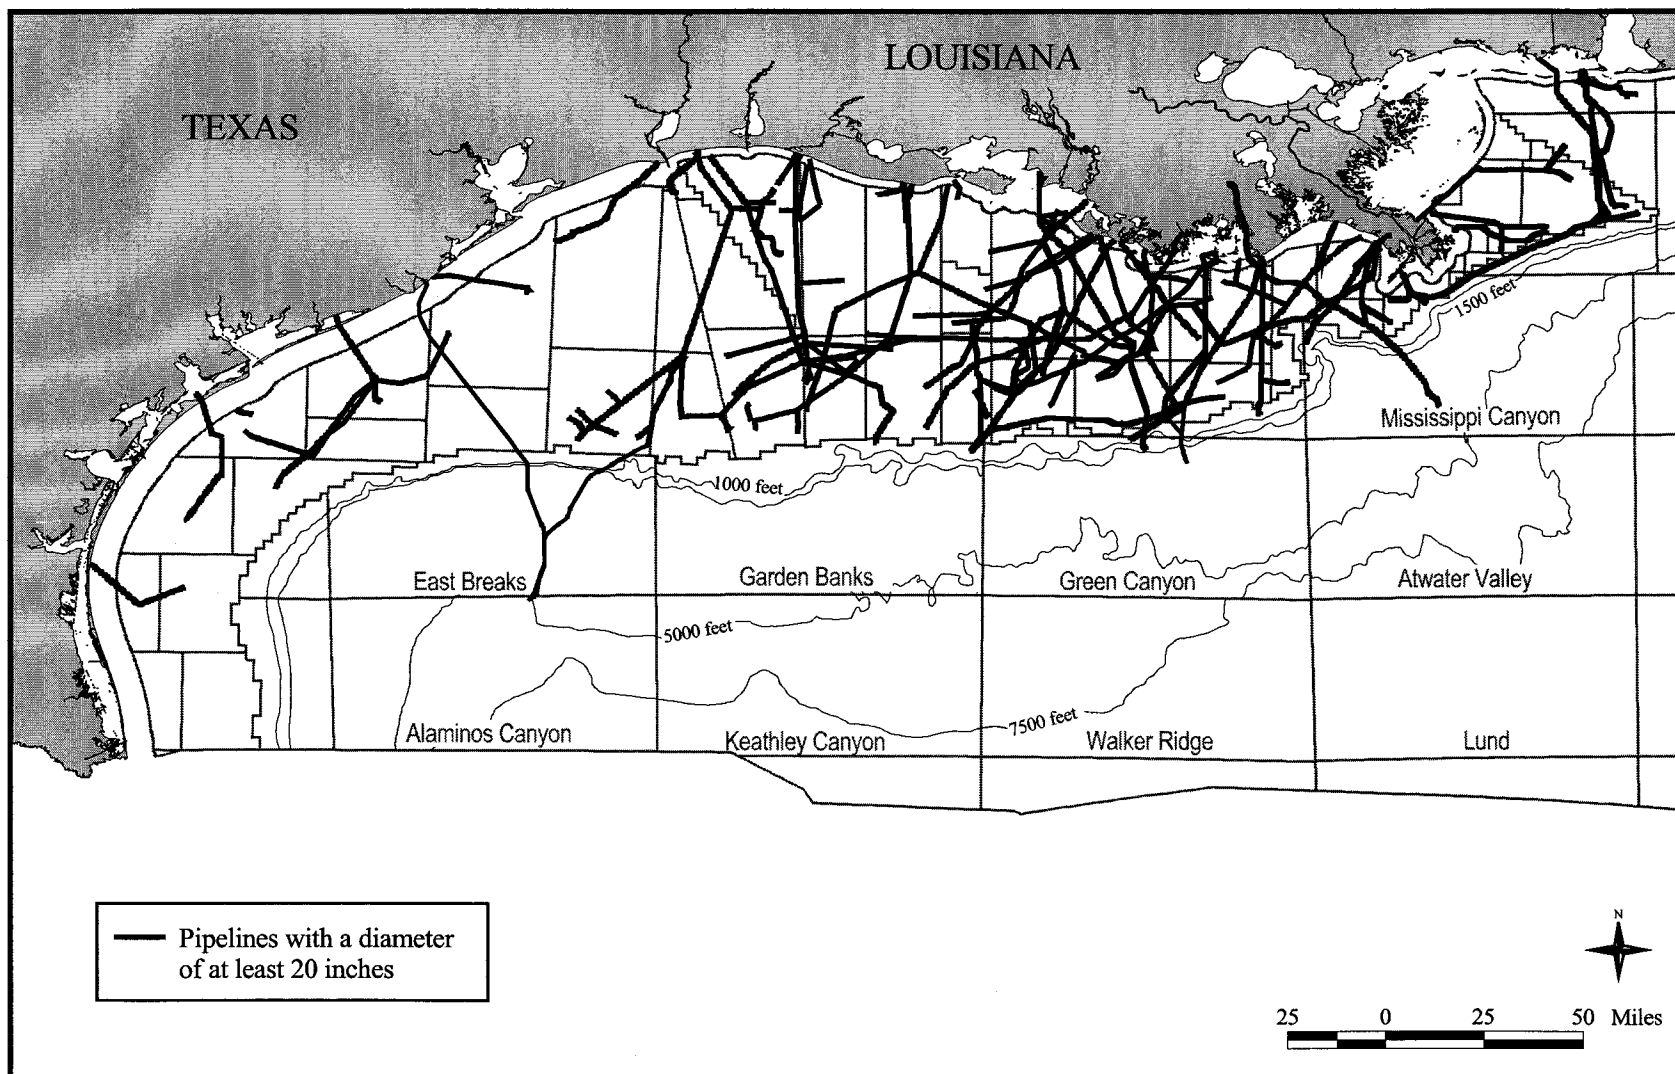 LOUISIANA
TEXAS
1500 feet
Mississippi Canyon
1000 feet
East Breaks
Garden Banks
Green Canyon
Atwater Valley
5000 feet
7500 feet
Alaminos Canyon
Keathley Canyon
Walker Ridge
Lund
Pipelines with a diameter
of at least 20 inches
N
25 0 25 50 Miles